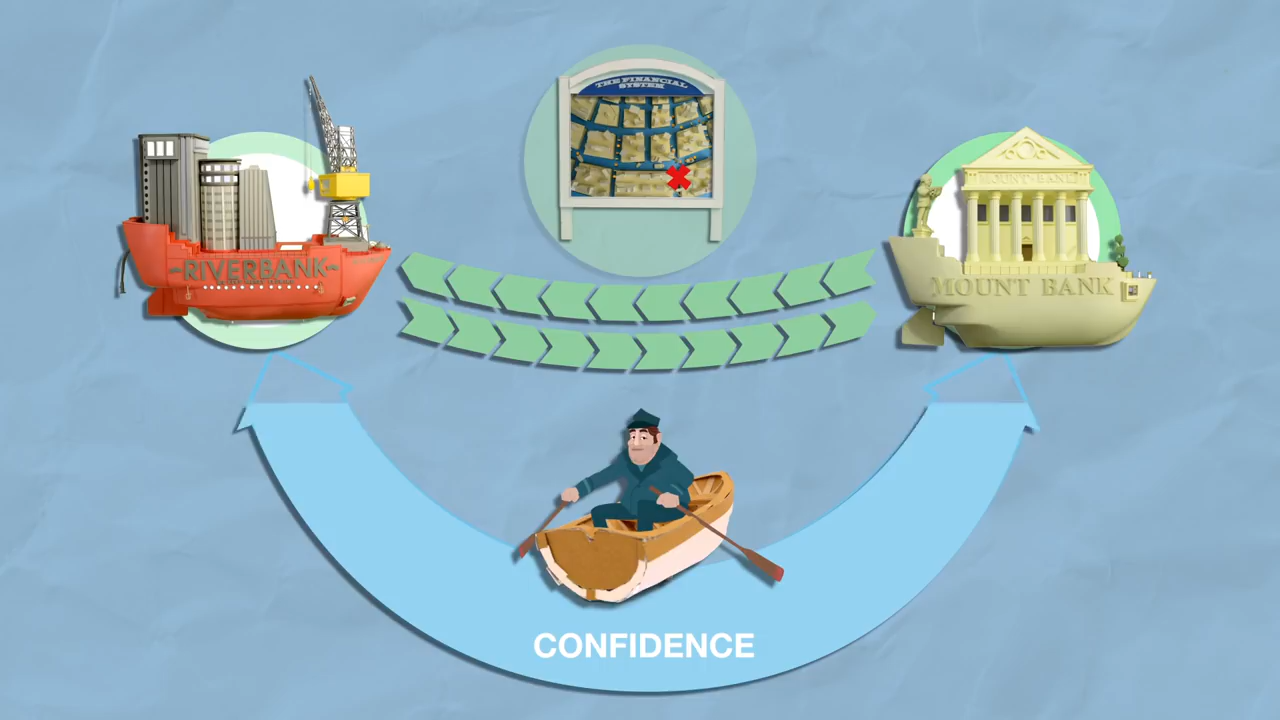 THE FINANCIAL
SYSTEM
-RIVERBANK-
MOUNT-BANK
MOUNT BANK
CONFIDENCE